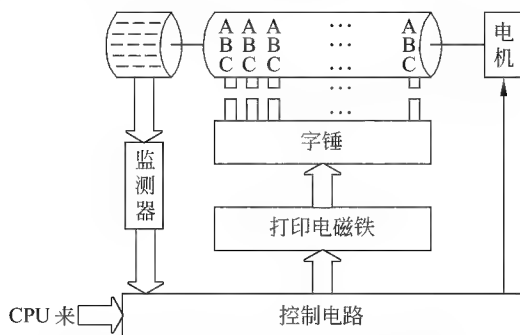 A A A … A
B B B B
C C C … C
电机
字锤
监测器
打印电磁铁
CPU 来
控制电路